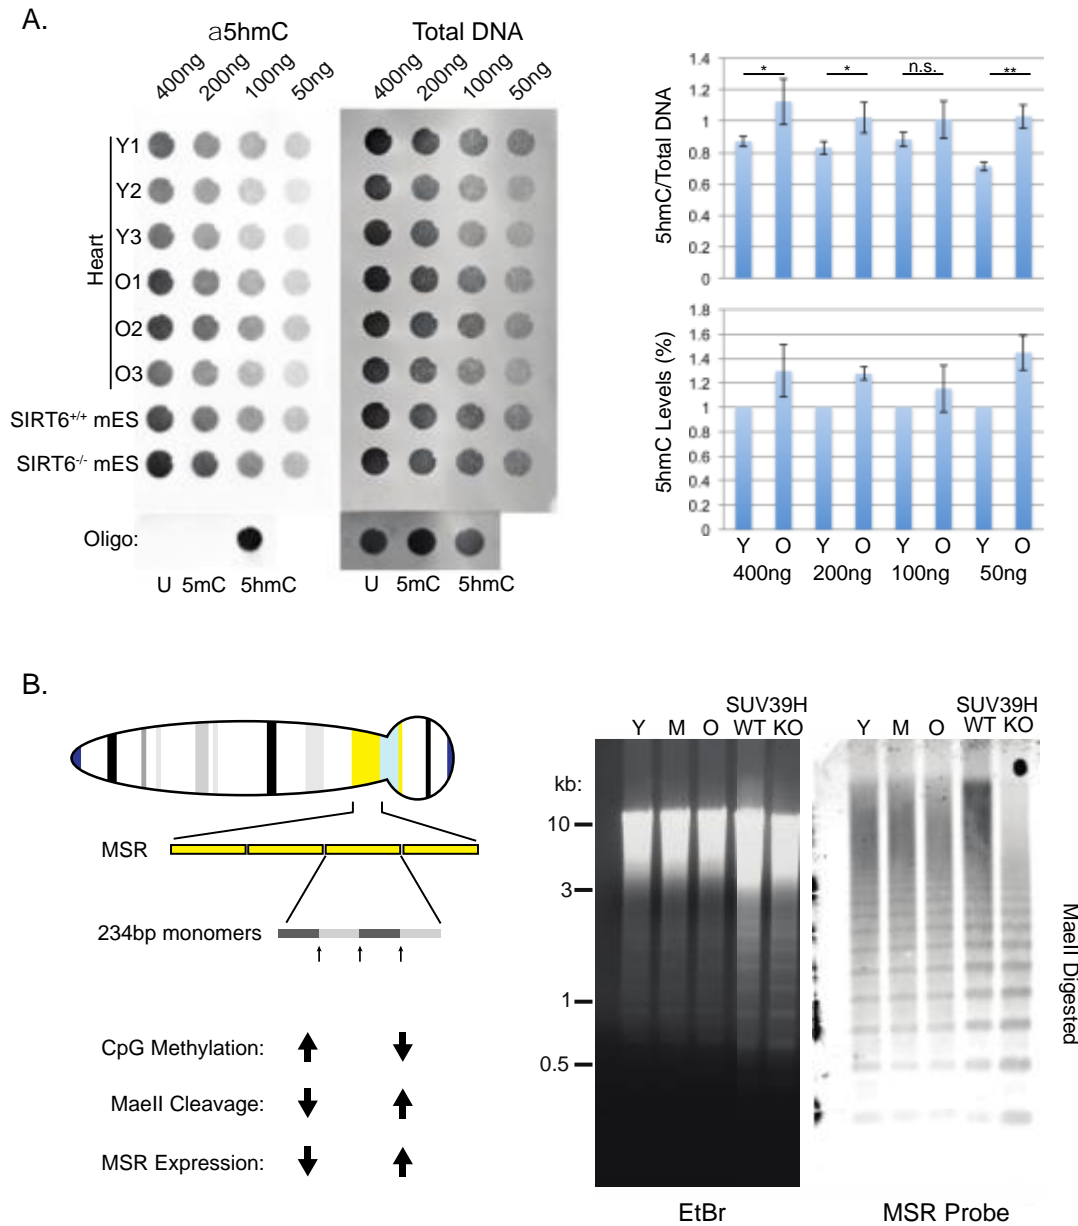 A.
a5hmC
Total DNA
400ng 200ng 100ng 50ng
400ng 200ng 100ng 50ng
Heart
Y1
Y2
Y3
O1
O2
O3
SIRT6+/+ mES
SIRT6-/- mES
Oligo:
U 5mC 5hmC
U 5mC 5hmC
5hmC/Total DNA
1.4
1.2
1
0.8
0.6
0.4
0.2
0
* * n.s. **
5hmC Levels (%)
1.8
1.6
1.4
1.2
1
0.8
0.6
0.4
0.2
0
Y O Y O Y O Y O
400ng 200ng 100ng 50ng
B.
MSR
234bp monomers
CpG Methylation:
MaeII Cleavage:
MSR Expression:
SUV39H
Y M O WT KO
kb:
10
3
1
0.5
EtBr
SUV39H
Y M O WT KO
MSR Probe
MaeII Digested